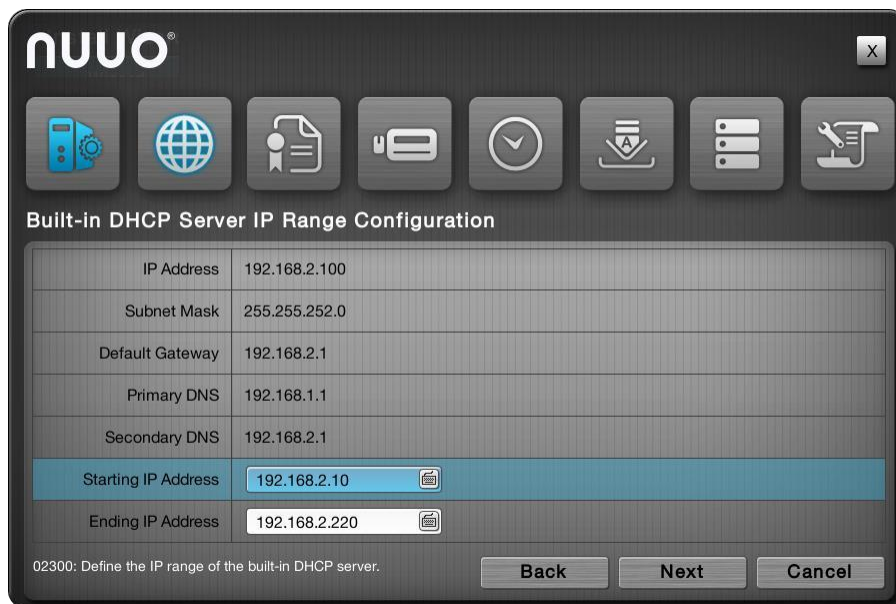 nuuo®
X
A
Built-in DHCP Server IP Range Configuration
IP Address 192.168.2.100
Subnet Mask 255.255.252.0
Default Gateway 192.168.2.1
Primary DNS 192.168.1.1
Secondary DNS 192.168.2.1
Starting IP Address 192.168.2.10
Ending IP Address 192.168.2.220
02300: Define the IP range of the built-in DHCP server.
Back Next Cancel